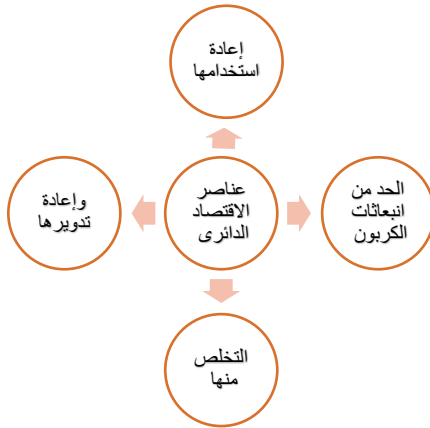 إعادة
استخدامها
الحد من
انبعاثات
الكربون
عناصر
الاقتصاد
الدائرى
وإعادة
تدويرها
التخلص
منها